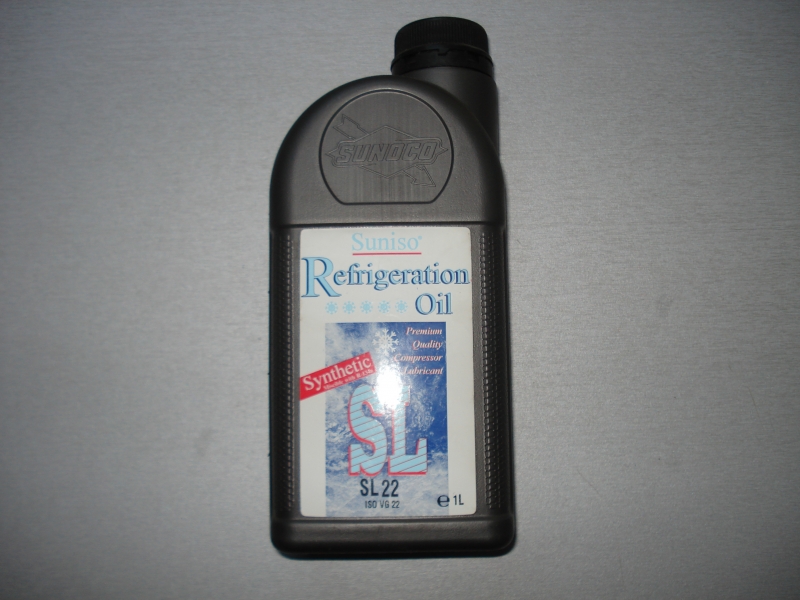 SUNOCO
Suniso®
Refrigeration
Oil
Premium
Quality
Compressor
Lubricant
Synthetic
SL
SL 22
ISO VG 22
℮ 1L